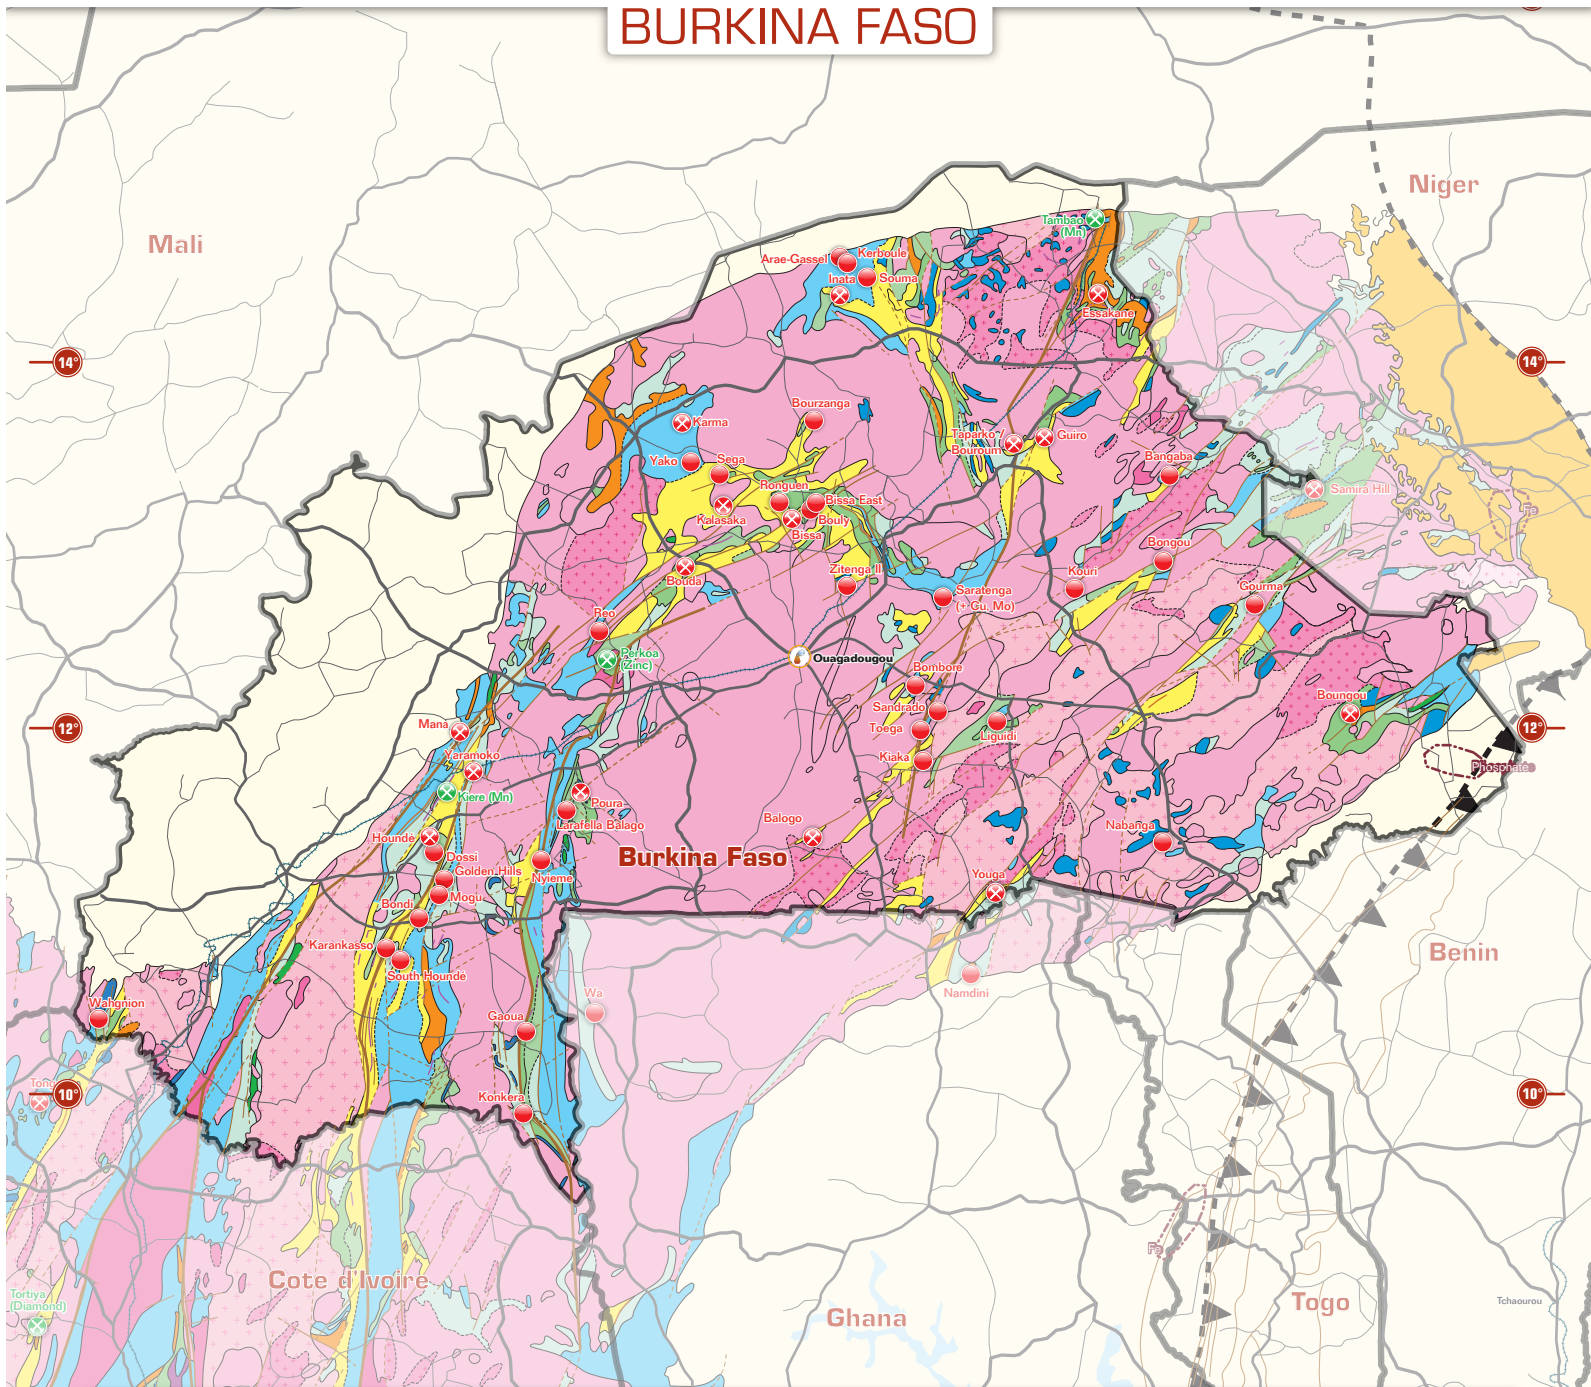 BURKINA FASO
Niger
Mali
Tambao
(Mn)
Kerboule
Arae-Gassel
Inata
Souma
Essakane
14°
14°
Bourzanga
Karma
Taparko /
Bouroum
Guiro
Yako
Sega
Bangaba
Ronguen
Bissa East
Samira Hill
Fe
Kalasaka
Bouly
Bissa
Bongou
Bouda
Zitenga II
Kouri
Saratenga
(+ Gu, Mo)
Gourma
Reo
Perkoa
(Zinc)
Ouagadougou
Bombore
Boungou
Sandrado
Mana
12°
Toega
Liguidi
12°
Yaramoko
Kiaka
Phosphate
Kiere (Mn)
Poura
Larafella Balago
Balogo
Nabanga
Houndé
Dossi
Burkina Faso
Golden Hills
Nyieme
Youga
Mogu
Bondi
Karankasso
South Houndé
Benin
Wahgnion
Wa
Namdini
Gaoua
10°
Konkera
10°
Fe
Cote d'Ivoire
Tortiya
(Diamond)
Ghana
Togo
Tchaourou